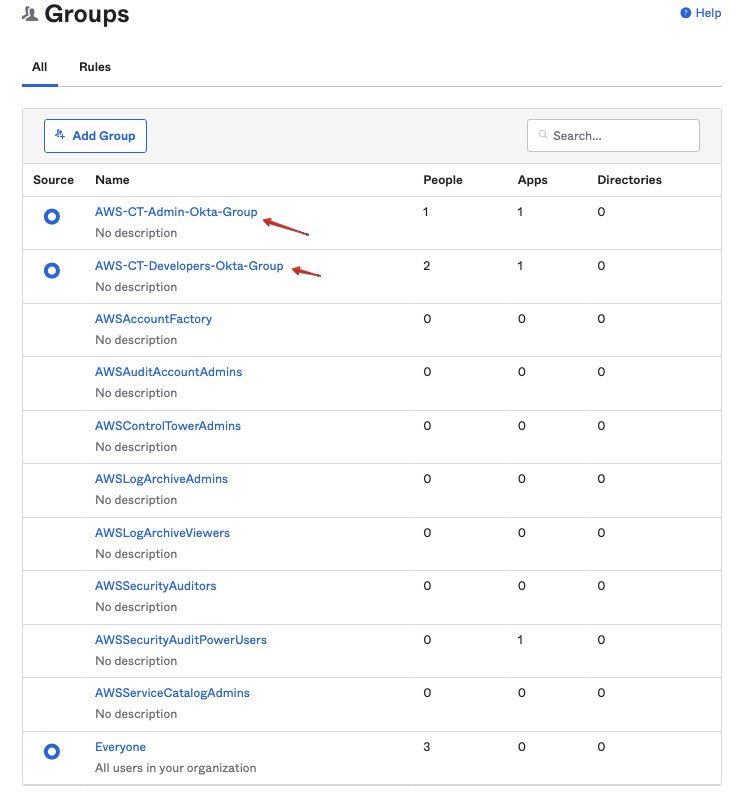 Groups
Help
All Rules
Add Group
Search...
Source Name People Apps Directories
AWS-CT-Admin-Okta-Group 1 1 0
No description
AWS-CT-Developers-Okta-Group 2 1 0
No description
AWSAccountFactory 0 0 0
No description
AWSAuditAccountAdmins 0 0 0
No description
AWSControlTowerAdmins 0 0 0
No description
AWSLogArchiveAdmins 0 0 0
No description
AWSLogArchiveViewers 0 0 0
No description
AWSSecurityAuditors 0 0 0
No description
AWSSecurityAuditPowerUsers 0 1 0
No description
AWSServiceCatalogAdmins 0 0 0
No description
Everyone 3 0 0
All users in your organization